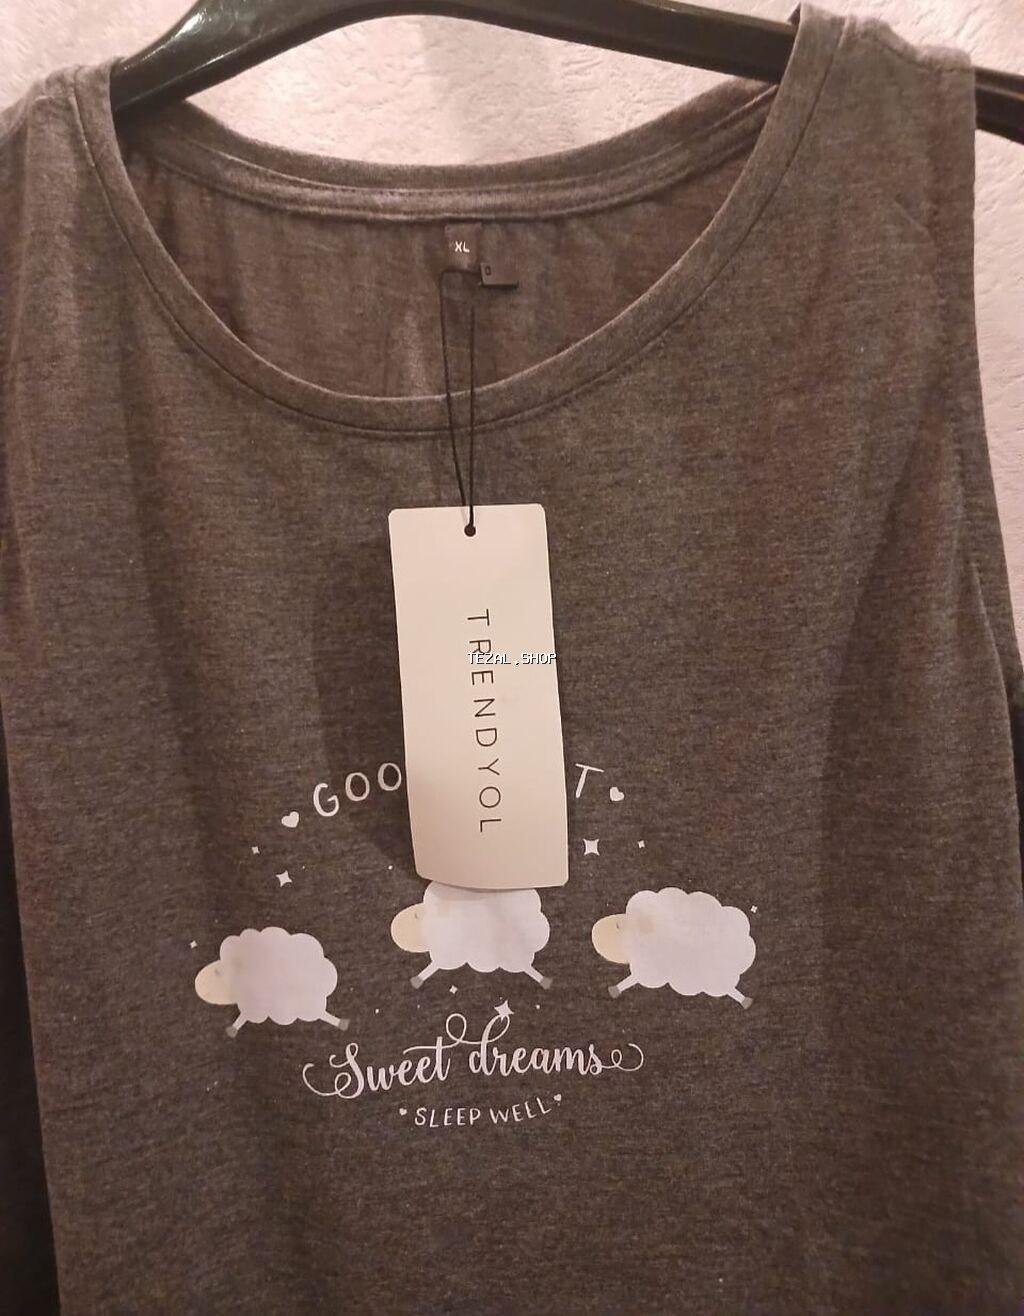 XL
TRENDYOL
TEZAL.SHOP
GOO T
Sweet dreams
SLEEP WELL